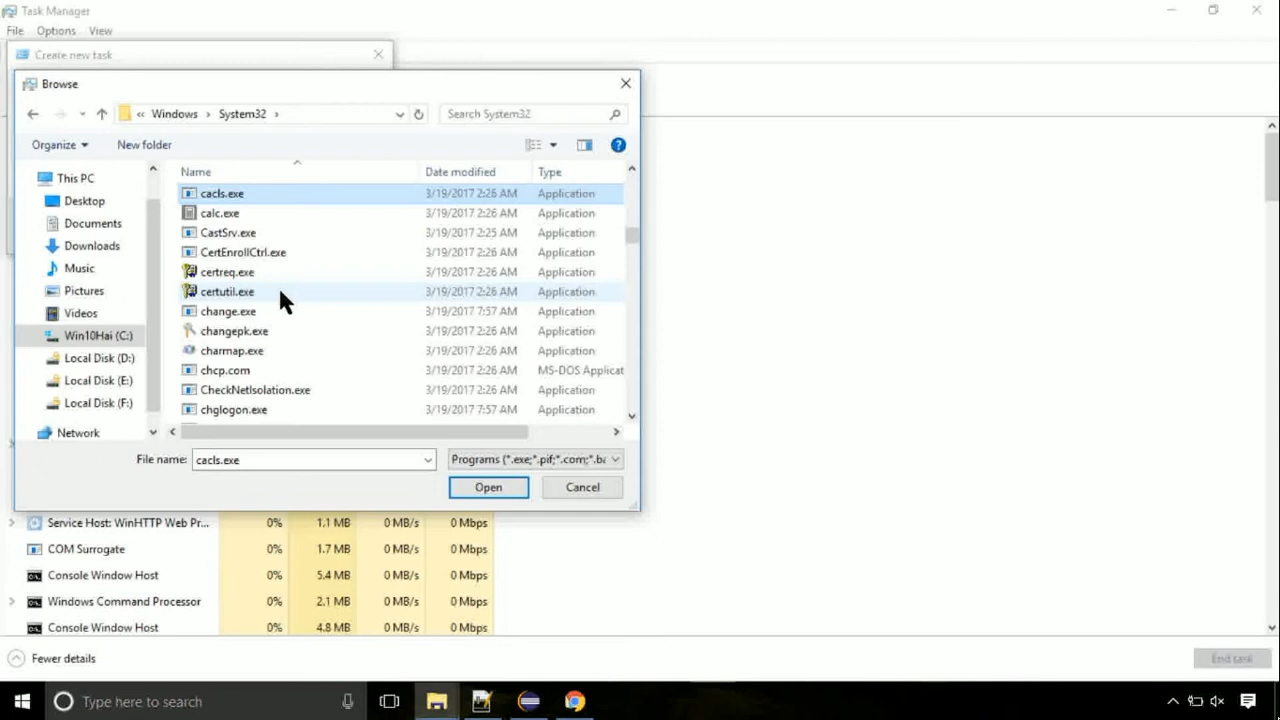 Task Manager
File Options View
Create new task
Browse
« Windows › System32 ›
Search System32
Organize
New folder
This PC
Desktop
Documents
Downloads
Music
Pictures
Videos
Win10Hai (C:)
Local Disk (D:)
Local Disk (E:)
Local Disk (F:)
Network
Name Date modified Type
cacls.exe 3/19/2017 2:26 AM Application
calc.exe 3/19/2017 2:26 AM Application
CastSrv.exe 3/19/2017 2:25 AM Application
CertEnrollCtrl.exe 3/19/2017 2:26 AM Application
certreq.exe 3/19/2017 2:26 AM Application
certutil.exe 3/19/2017 2:26 AM Application
change.exe 3/19/2017 7:57 AM Application
changepk.exe 3/19/2017 2:26 AM Application
charmap.exe 3/19/2017 2:26 AM Application
chcp.com 3/19/2017 2:26 AM MS-DOS Applicat
CheckNetIsolation.exe 3/19/2017 2:26 AM Application
chglogon.exe 3/19/2017 7:57 AM Application
File name: cacls.exe Programs (*.exe;*.pif;*.com;*.ba
Open Cancel
Service Host: WinHTTP Web Pr... 0% 1.1 MB 0 MB/s 0 Mbps
COM Surrogate 0% 1.7 MB 0 MB/s 0 Mbps
Console Window Host 0% 5.4 MB 0 MB/s 0 Mbps
Windows Command Processor 0% 2.1 MB 0 MB/s 0 Mbps
Console Window Host 0% 4.8 MB 0 MB/s 0 Mbps
Fewer details
End task
Type here to search